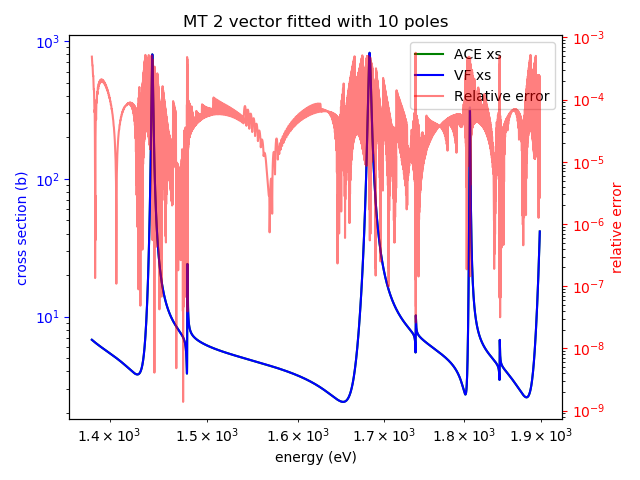 MT 2 vector fitted with 10 poles
ACE xs
VF xs
Relative error
cross section (b)
10³
10²
10¹
10⁻³
10⁻⁴
10⁻⁵
10⁻⁶
10⁻⁷
10⁻⁸
10⁻⁹
relative error
1.4 × 10³ 1.5 × 10³ 1.6 × 10³ 1.7 × 10³ 1.8 × 10³ 1.9 × 10³
energy (eV)